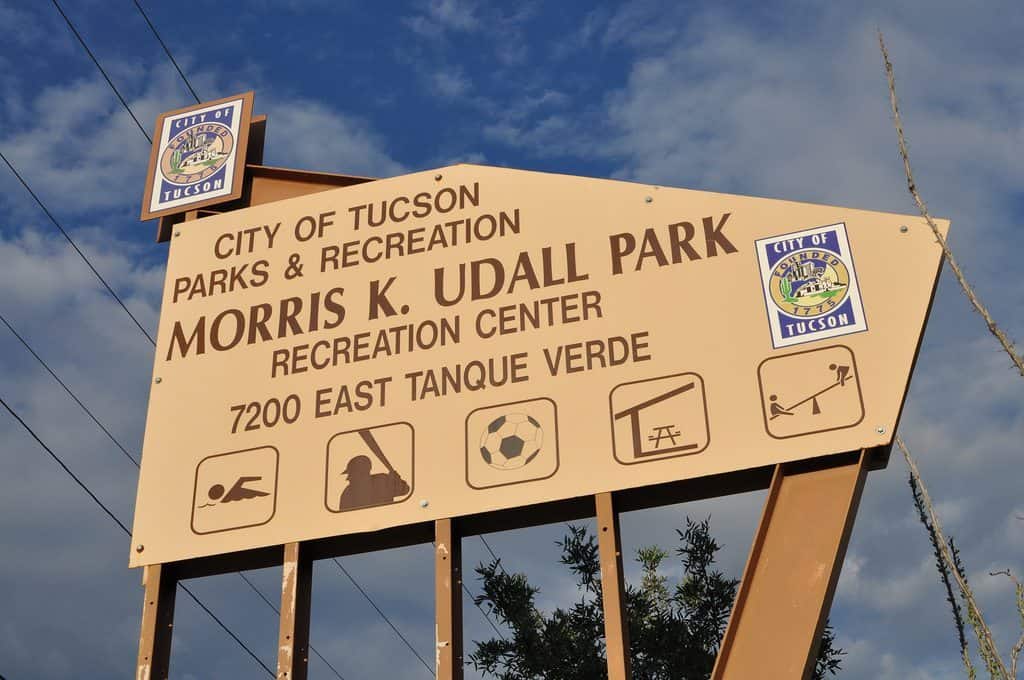 CITY OF
FOUNDED
1775
TUCSON
CITY OF TUCSON
PARKS & RECREATION
MORRIS K. UDALL PARK
RECREATION CENTER
7200 EAST TANQUE VERDE
CITY OF
FOUNDED
1775
TUCSON